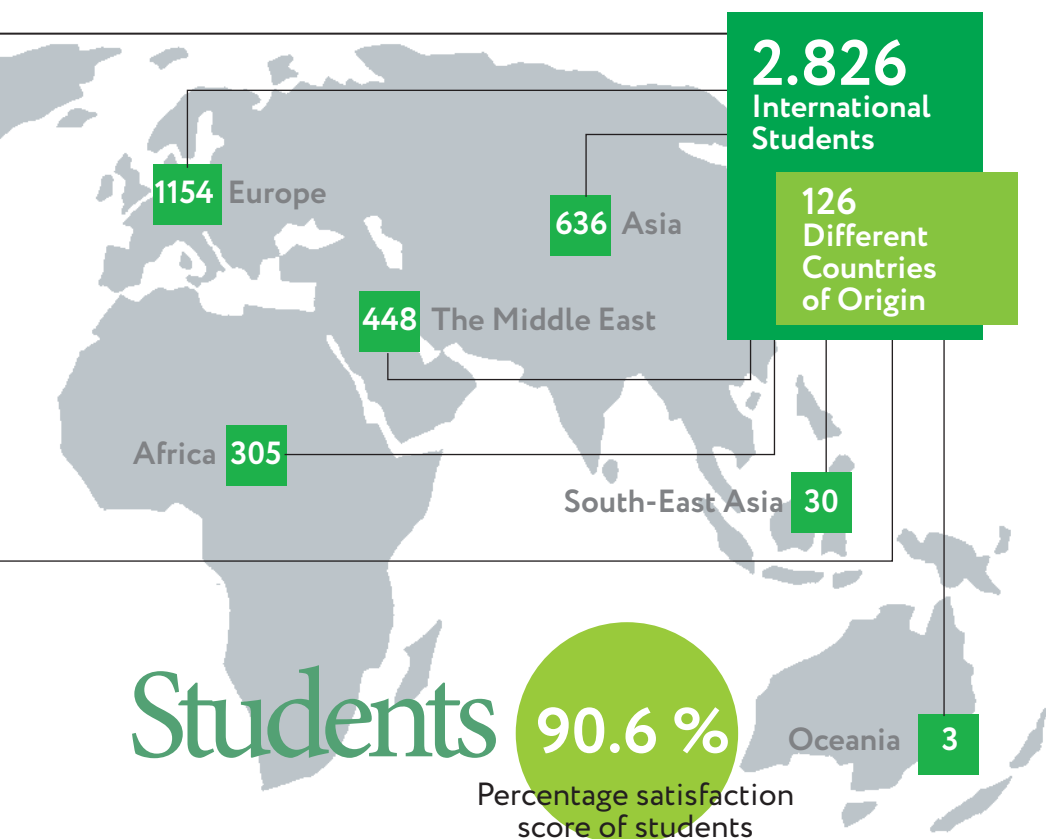 2.826
International
Students
126
Different
Countries
of Origin
1154 Europe
636 Asia
448 The Middle East
Africa 305
South-East Asia 30
Oceania 3
Students
90.6 %
Percentage satisfaction
score of students